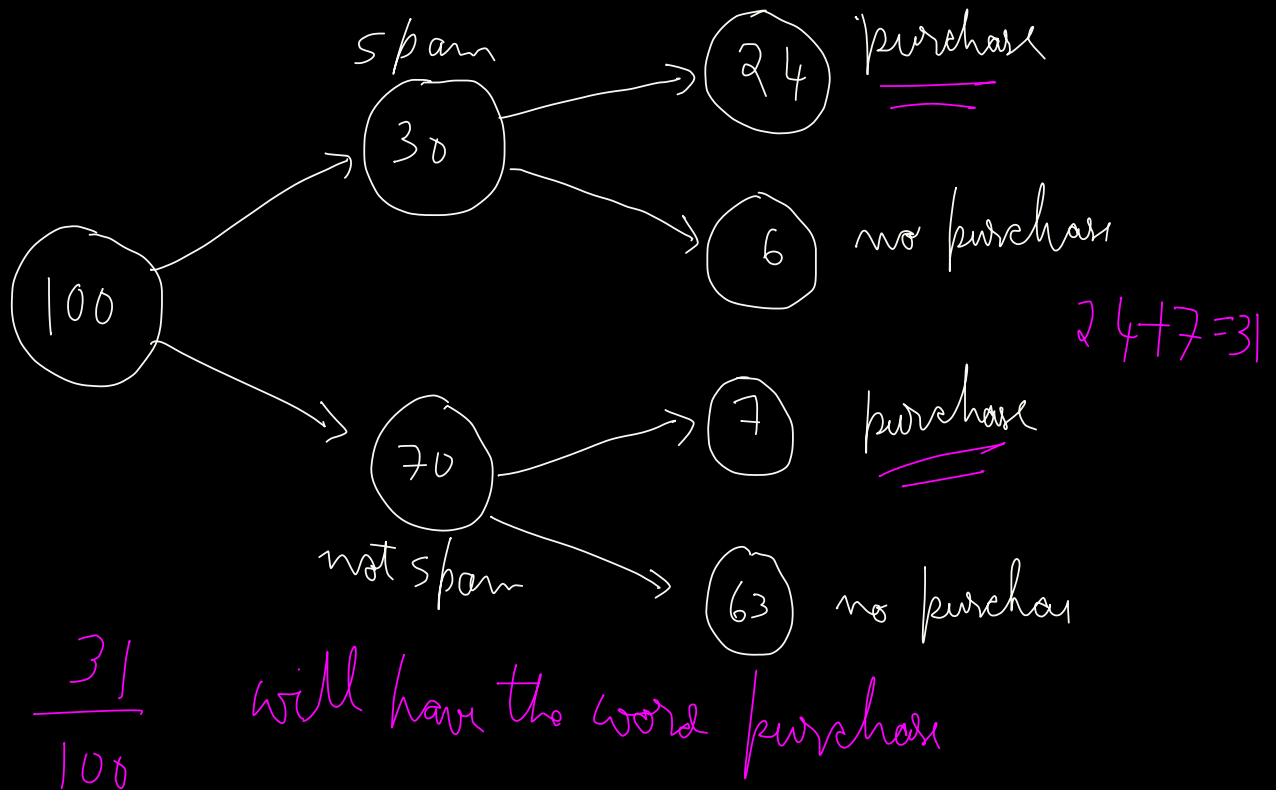 spam
24 purchase
30
6 no purchase
100
24+7=31
7 purchase
70
not spam
63 no purchas
31
100
will have the word purchase